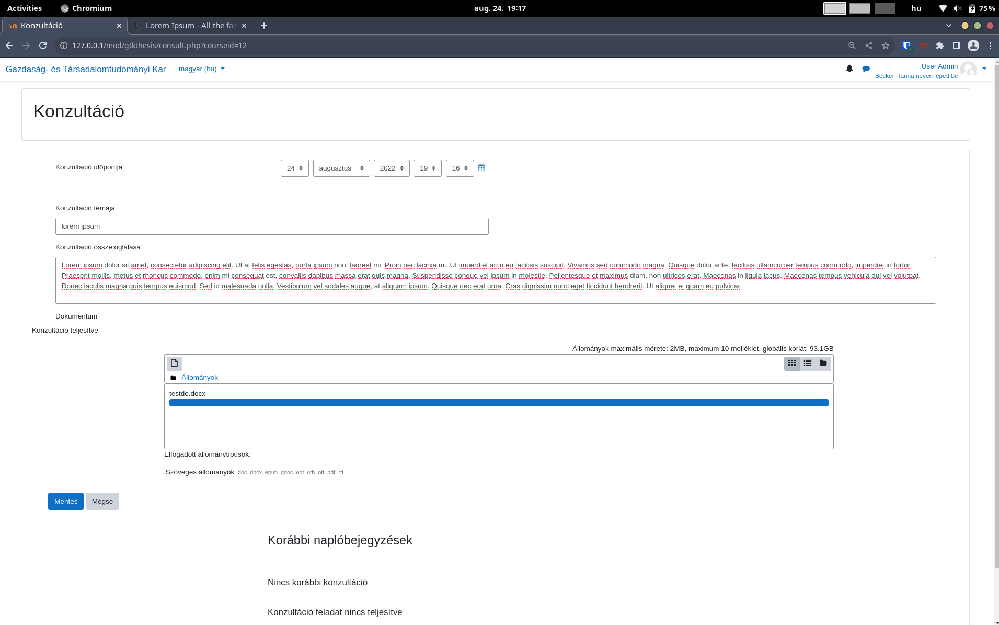 Activities Chromium aug. 24. 19:17 hu 75%
Konzultáció Lorem Ipsum - All the fac
127.0.0.1/mod/gtkthesis/consult.php?courseid=12 2
Gazdaság- és Társadalomtudományi Kar magyar (hu) User Admin
Becker Hanna néven lépett be
Konzultáció
Konzultáció időpontja 24 augusztus 2022 19 16
Konzultáció témája
lorem ipsum
Konzultáció összefoglalása
Lorem ipsum dolor sit amet, consectetur adipiscing elit. Ut at felis egestas, porta ipsum non, laoreet mi. Proin nec lacinia mi. Ut imperdiet arcu eu facilisis suscipit. Vivamus sed commodo magna. Quisque dolor ante, facilisis ullamcorper tempus commodo, imperdiet in tortor.
Praesent mollis, metus et rhoncus commodo, enim mi consequat est, convallis dapibus massa erat quis magna. Suspendisse congue vel ipsum in molestie. Pellentesque et maximus diam, non ultrices erat. Maecenas in ligula lacus. Maecenas tempus vehicula dui vel volutpat.
Donec iaculis magna quis tempus euismod. Sed id malesuada nulla. Vestibulum vel sodales augue, at aliquam ipsum. Quisque nec erat urna. Cras dignissim nunc eget tincidunt hendrerit. Ut aliquet et quam eu pulvinar.
Dokumentum
Konzultáció teljesítve
Állományok maximális mérete: 2MB, maximum 10 melléklet, globális korlát: 93.1GB
Állományok
testdo.docx
Elfogadott állománytípusok:
Szöveges állományok .doc .docx .epub .gdoc .odt .oth .ott .pdf .rtf
Mentés Mégse
Korábbi naplóbejegyzések
Nincs korábbi konzultáció
Konzultáció feladat nincs teljesítve